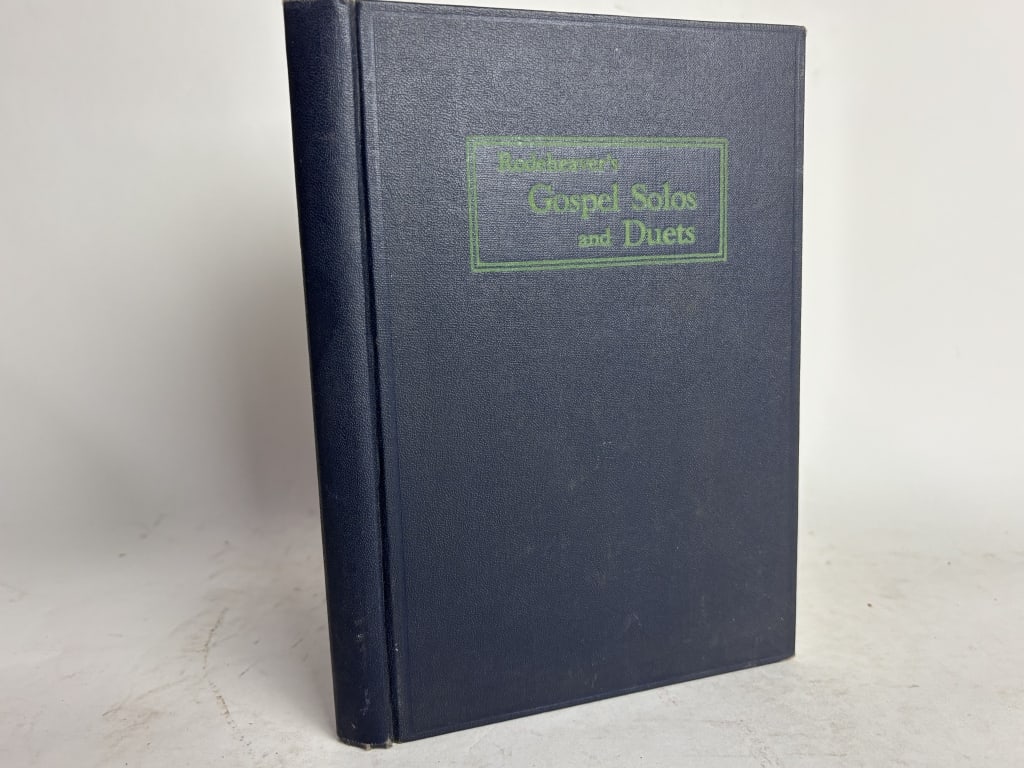 Rodeheaver's
Gospel Solos
and Duets